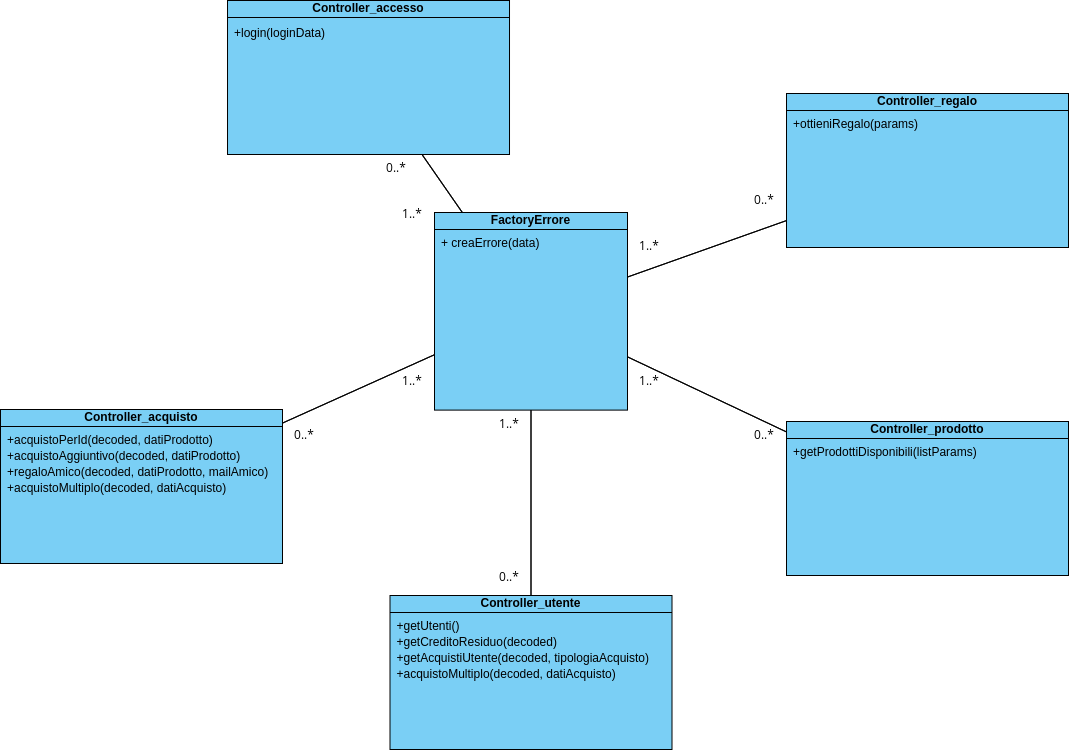 Controller_accesso
+login(loginData)
0..*
1..*
Controller_regalo
+ottieniRegalo(params)
0..*
1..*
FactoryErrore
+ creaErrore(data)
1..*
0..*
Controller_acquisto
+acquistoPerId(decoded, datiProdotto)
+acquistoAggiuntivo(decoded, datiProdotto)
+regaloAmico(decoded, datiProdotto, mailAmico)
+acquistoMultiplo(decoded, datiAcquisto)
1..*
0..*
Controller_prodotto
+getProdottiDisponibili(listParams)
1..*
0..*
Controller_utente
+getUtenti()
+getCreditoResiduo(decoded)
+getAcquistiUtente(decoded, tipologiaAcquisto)
+acquistoMultiplo(decoded, datiAcquisto)